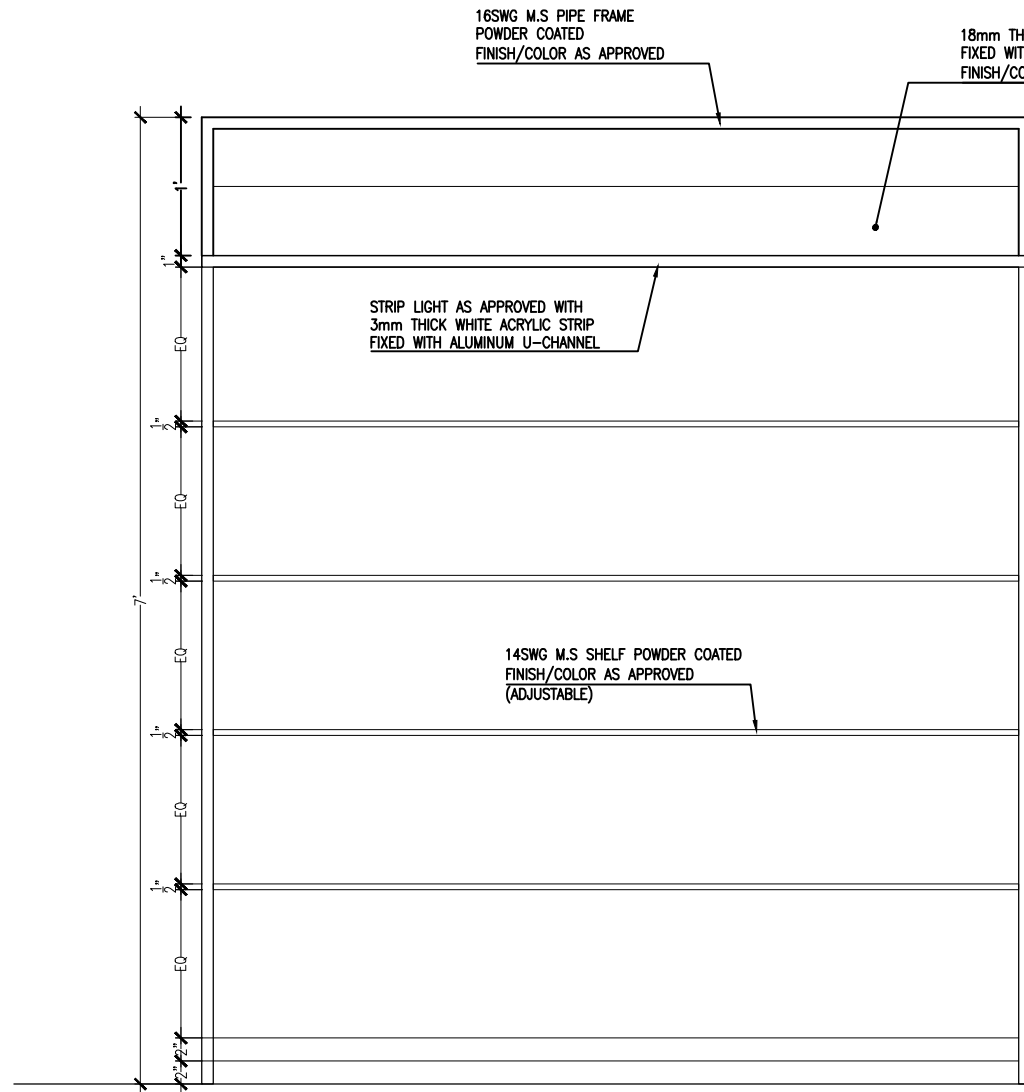 16SWG M.S PIPE FRAME
POWDER COATED
FINISH/COLOR AS APPROVED
18mm TH
FIXED WIT
FINISH/CO
1'
1"
STRIP LIGHT AS APPROVED WITH
3mm THICK WHITE ACRYLIC STRIP
FIXED WITH ALUMINUM U-CHANNEL
EQ
1"
2
EQ
1"
2
7'
EQ
14SWG M.S SHELF POWDER COATED
FINISH/COLOR AS APPROVED
(ADJUSTABLE)
1"
2
EQ
1"
2
EQ
2"
2"